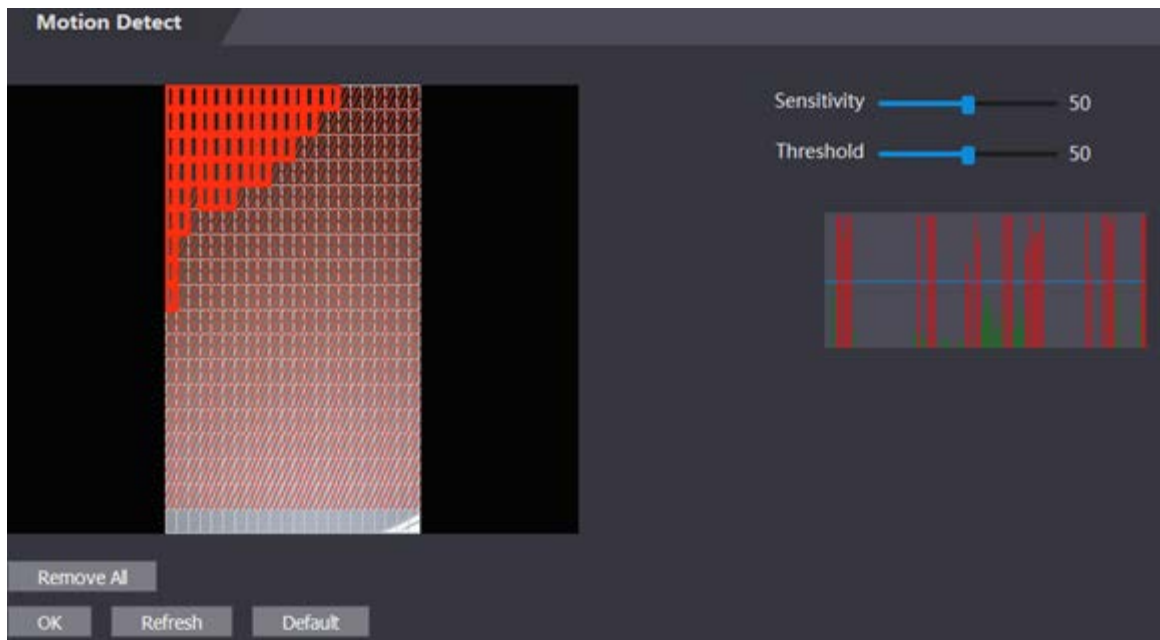 Motion Detect
Sensitivity 50
Threshold 50
Remove All
OK Refresh Default